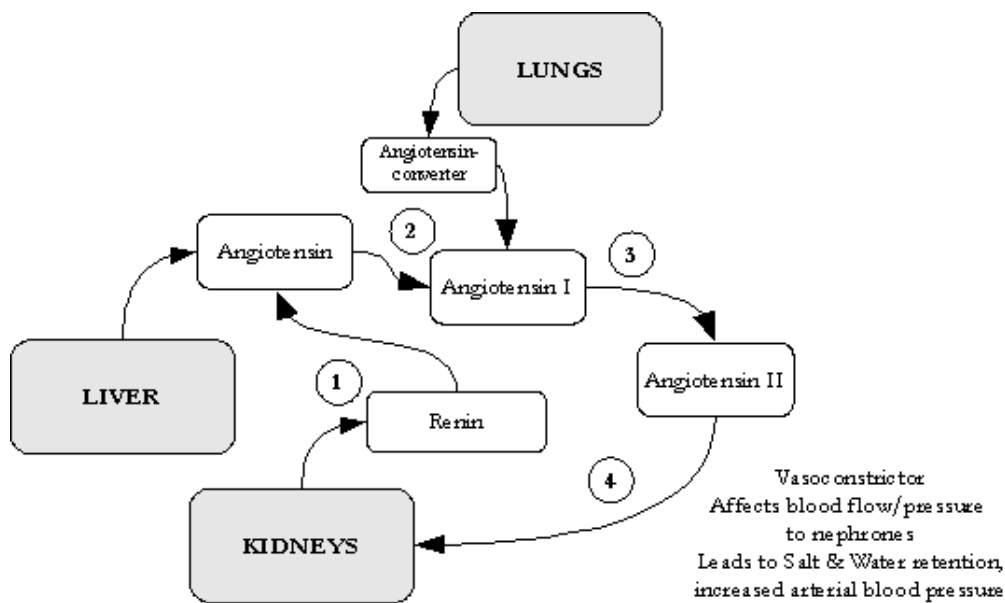 LUNGS
Angiotensin-
converter
2
Angiotensin
3
Angiotensin I
LIVER
1
Renin
Angiotensin II
4
KIDNEYS
Vasoconstrictor
Affects blood flow/pressure
to nephrones
Leads to Salt & Water retention,
increased arterial blood pressure